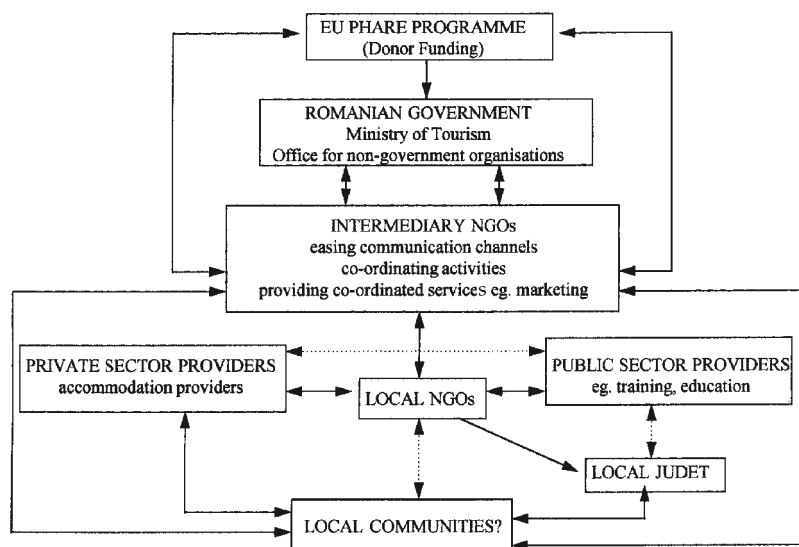 EU PHARE PROGRAMME
(Donor Funding)
ROMANIAN GOVERNMENT
Ministry of Tourism
Office for non-government organisations
INTERMEDIARY NGOs
easing communication channels
co-ordinating activities
providing co-ordinated services eg. marketing
PRIVATE SECTOR PROVIDERS
accommodation providers
PUBLIC SECTOR PROVIDERS
eg. training, education
LOCAL NGOs
LOCAL JUDET
LOCAL COMMUNITIES?